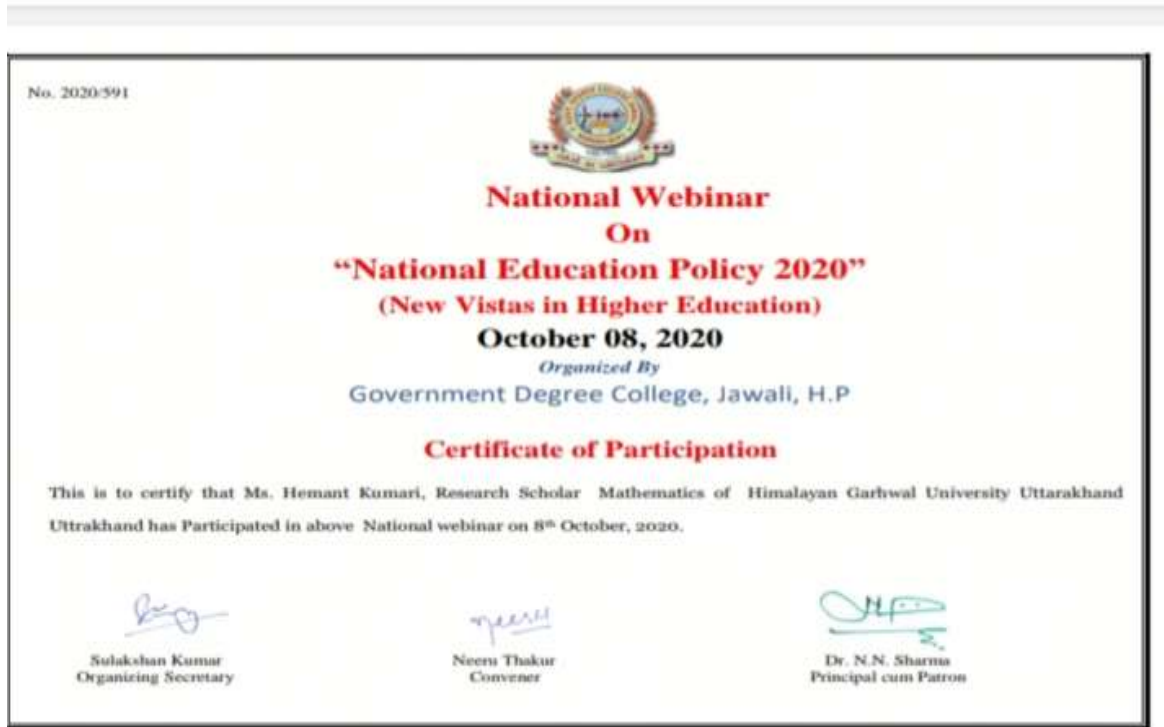 No. 2020/591
National Webinar
On
“National Education Policy 2020”
(New Vistas in Higher Education)
October 08, 2020
Organized By
Government Degree College, Jawali, H.P
Certificate of Participation
This is to certify that Ms. Hemant Kumari, Research Scholar Mathematics of Himalayan Garhwal University Uttarakhand
Uttrakhand has Participated in above National webinar on 8th October, 2020.
Neeru
Sulakshan Kumar
Organizing Secretary
Neeru Thakur
Convener
Dr. N.N. Sharma
Principal cum Patron